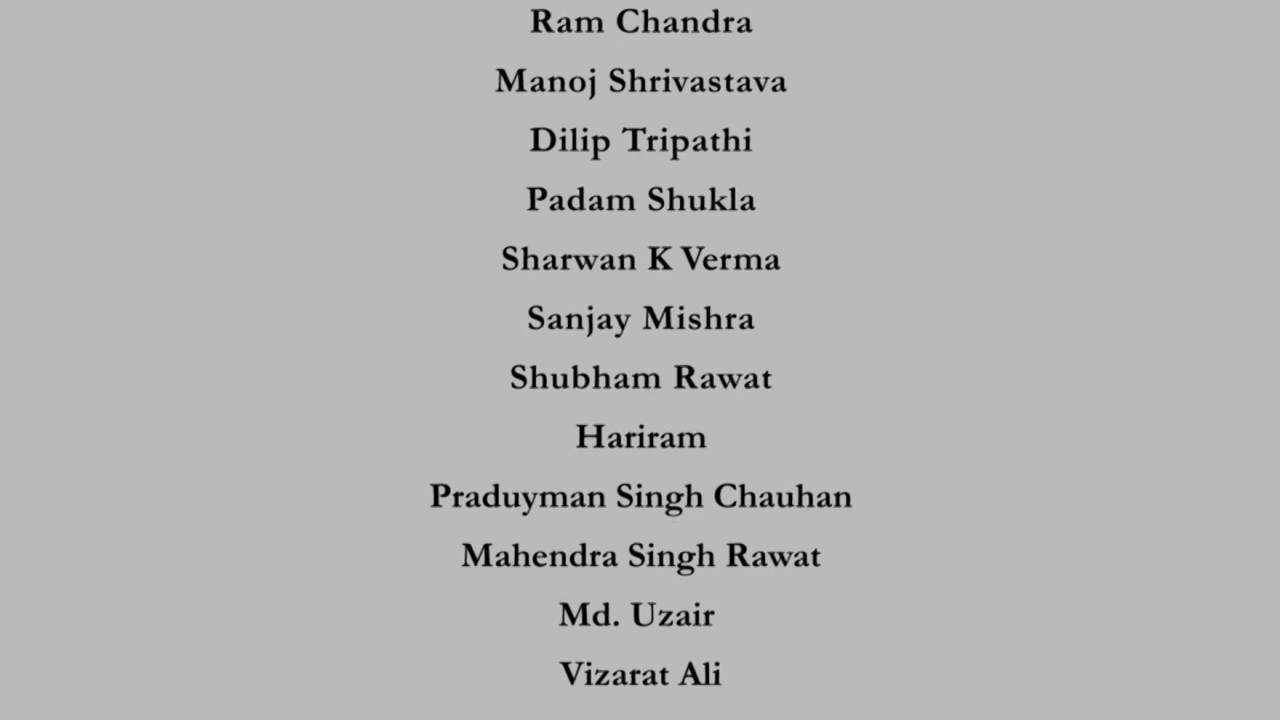 Ram Chandra
Manoj Shrivastava
Dilip Tripathi
Padam Shukla
Sharwan K Verma
Sanjay Mishra
Shubham Rawat
Hariram
Praduyman Singh Chauhan
Mahendra Singh Rawat
Md. Uzair
Vizarat Ali